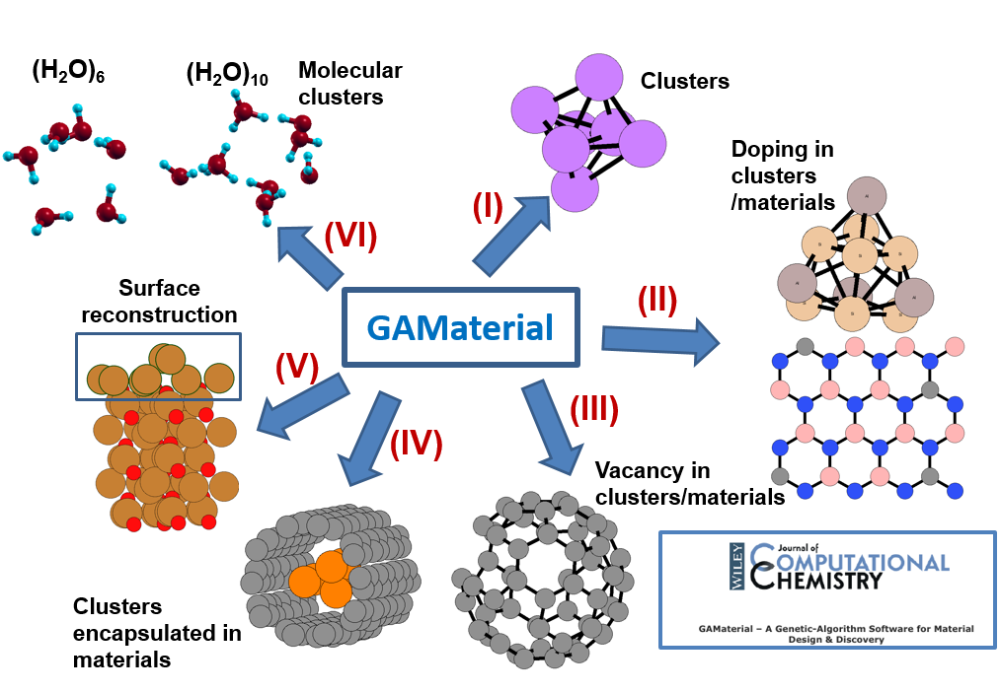 (H₂O)₆
(H₂O)₁₀
Molecular
clusters
Clusters
Doping in
clusters
/materials
(I)
(VI)
(II)
Surface
reconstruction
GAMaterial
(V)
(III)
(IV)
Vacancy in
clusters/materials
Clusters
encapsulated in
materials
WILEY
Journal of
COMPUTATIONAL
CHEMISTRY
GAMaterial – A Genetic-Algorithm Software for Material
Design & Discovery